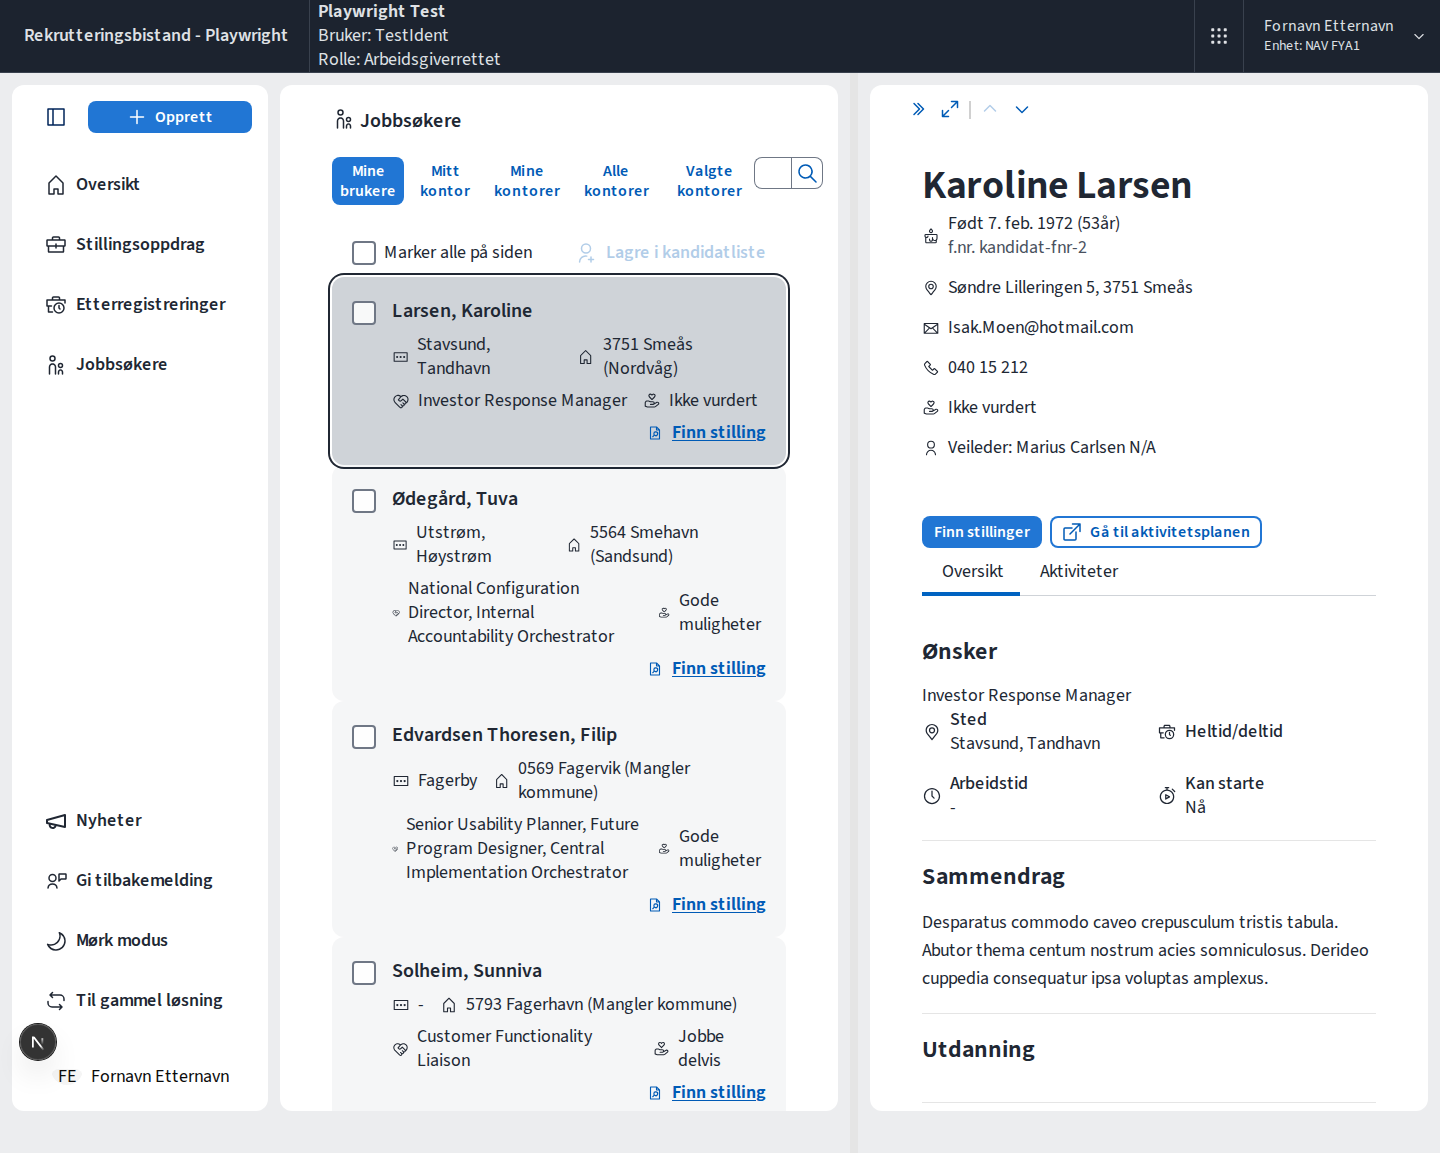 Rekrutteringsbistand - Playwright
Playwright Test
Bruker: TestIdent
Rolle: Arbeidsgiverrettet
Fornavn Etternavn
Enhet: NAV FYA1
Opprett
Oversikt
Stillingsoppdrag
Etterregistreringer
Jobbsøkere
Nyheter
Gi tilbakemelding
Mørk modus
Til gammel løsning
N
FE
Fornavn Etternavn
Jobbsøkere
Mine
brukere
Mitt
kontor
Mine
kontorer
Alle
kontorer
Valgte
kontorer
Marker alle på siden
Lagre i kandidatliste
Larsen, Karoline
Stavsund,
Tandhavn
3751 Smeås
(Nordvåg)
Investor Response Manager
Ikke vurdert
Finn stilling
Ødegård, Tuva
Utstrøm,
Høystrøm
5564 Smehavn
(Sandsund)
National Configuration
Director, Internal
Accountability Orchestrator
Gode
muligheter
Finn stilling
Edvardsen Thoresen, Filip
Fagerby
0569 Fagervik (Mangler
kommune)
Senior Usability Planner, Future
Program Designer, Central
Implementation Orchestrator
Gode
muligheter
Finn stilling
Solheim, Sunniva
-
5793 Fagerhavn (Mangler kommune)
Customer Functionality
Liaison
Jobbe
delvis
Finn stilling
Karoline Larsen
Født 7. feb. 1972 (53år)
f.nr. kandidat-fnr-2
Søndre Lilleringen 5, 3751 Smeås
Isak.Moen@hotmail.com
040 15 212
Ikke vurdert
Veileder: Marius Carlsen N/A
Finn stillinger
Gå til aktivitetsplanen
Oversikt
Aktiviteter
Ønsker
Investor Response Manager
Sted
Stavsund, Tandhavn
Heltid/deltid
Arbeidstid
-
Kan starte
Nå
Sammendrag
Desparatus commodo caveo crepusculum tristis tabula.
Abutor thema centum nostrum acies somniculosus. Derideo
cuppedia consequatur ipsa voluptas amplexus.
Utdanning